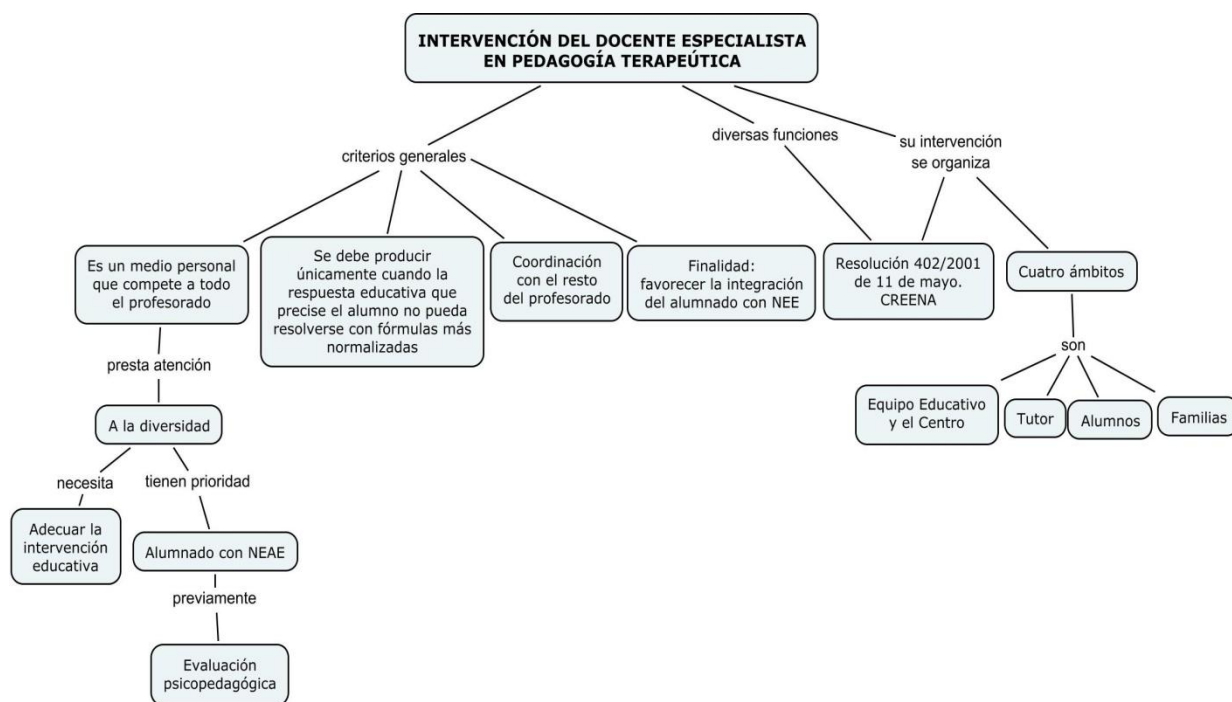 INTERVENCIÓN DEL DOCENTE ESPECIALISTA
EN PEDAGOGÍA TERAPEÚTICA
diversas funciones
su intervención
se organiza
criterios generales
Es un medio personal
que compete a todo
el profesorado
Se debe producir
únicamente cuando la
respuesta educativa que
precise el alumno no pueda
resolverse con fórmulas más
normalizadas
Coordinación
con el resto
del profesorado
Finalidad:
favorecer la integración
del alumnado con NEE
Resolución 402/2001
de 11 de mayo.
CREENA
Cuatro ámbitos
presta atención
son
A la diversidad
Equipo Educativo
y el Centro
Tutor
Alumnos
Familias
necesita
tienen prioridad
Adecuar la
intervención
educativa
Alumnado con NEAE
previamente
Evaluación
psicopedagógica